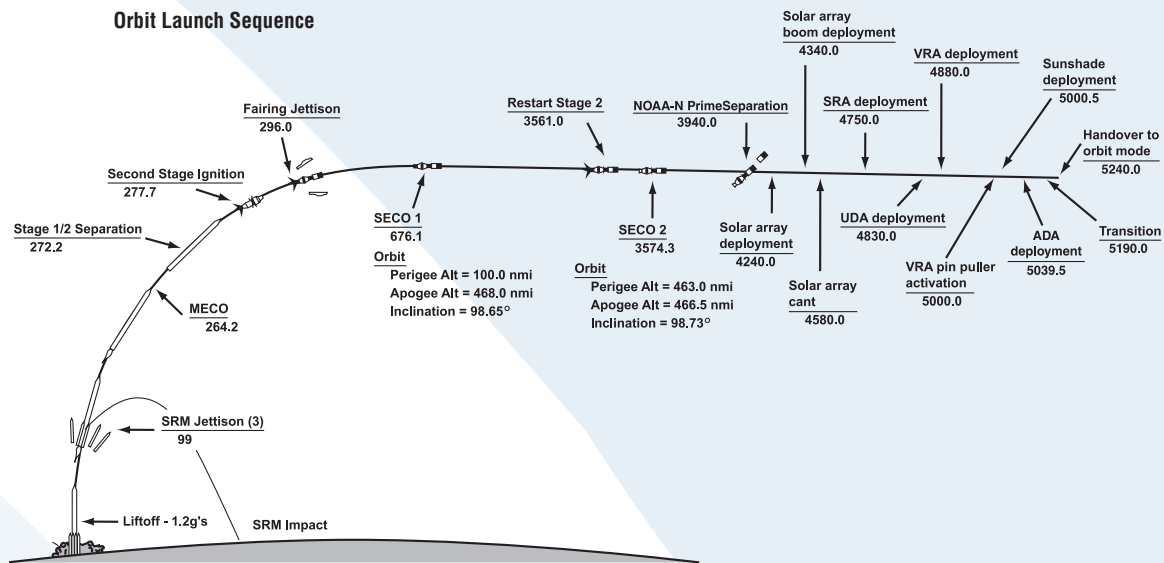 Orbit Launch Sequence
Liftoff - 1.2g's
SRM Impact
SRM Jettison (3)
99
MECO
264.2
Stage 1/2 Separation
272.2
Second Stage Ignition
277.7
Fairing Jettison
296.0
SECO 1
676.1
Orbit
Perigee Alt = 100.0 nmi
Apogee Alt = 468.0 nmi
Inclination = 98.65°
Restart Stage 2
3561.0
SECO 2
3574.3
Orbit
Perigee Alt = 463.0 nmi
Apogee Alt = 466.5 nmi
Inclination = 98.73°
NOAA-N PrimeSeparation
3940.0
Solar array
deployment
4240.0
Solar array
boom deployment
4340.0
Solar array
cant
4580.0
SRA deployment
4750.0
UDA deployment
4830.0
VRA deployment
4880.0
VRA pin puller
activation
5000.0
Sunshade
deployment
5000.5
ADA
deployment
5039.5
Transition
5190.0
Handover to
orbit mode
5240.0